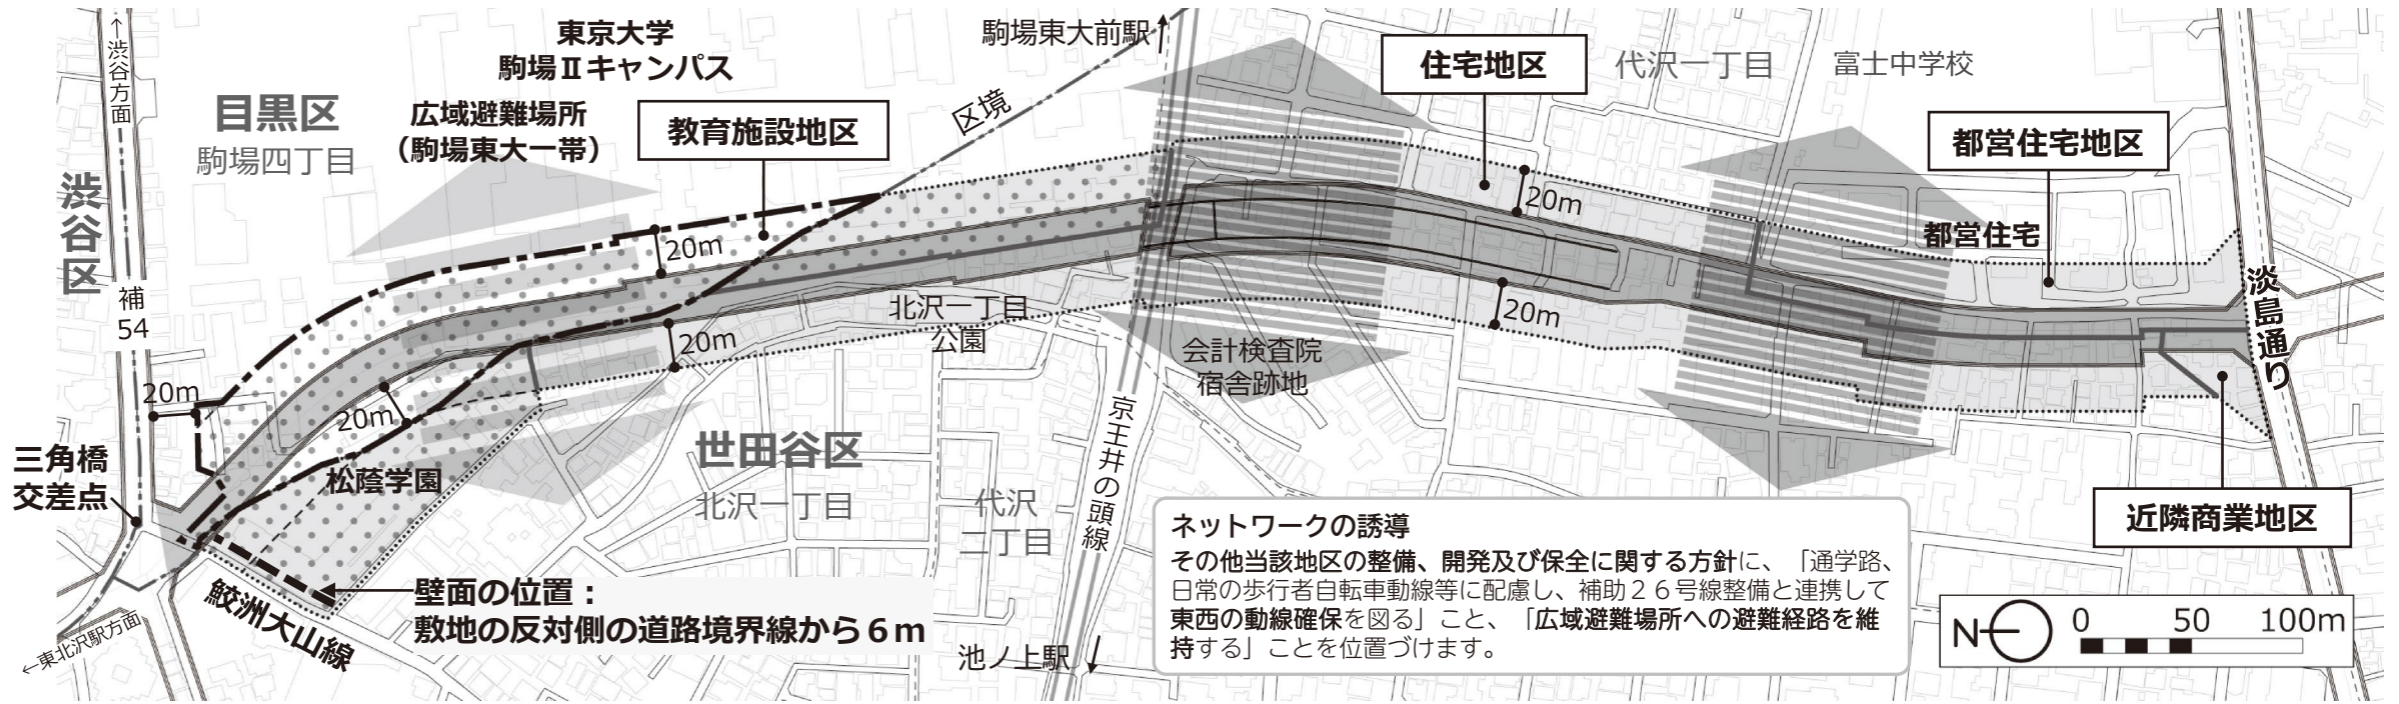 ←渋谷方面
東京大学
駒場Ⅱキャンパス
駒場東大前駅
住宅地区
代沢一丁目
富士中学校
目黒区
駒場四丁目
広域避難場所
(駒場東大一帯)
教育施設地区
区境
都営住宅地区
渋谷区
20m
20m
都営住宅
補
54
北沢一丁目
公園
20m
20m
淡島通り
会計検査院
宿舎跡地
20m
20m
京王井の頭線
三角橋
交差点
松蔭学園
世田谷区
北沢一丁目
代沢
二丁目
近隣商業地区
ネットワークの誘導
その他当該地区の整備、開発及び保全に関する方針に、「通学路、
日常の歩行者自転車動線等に配慮し、補助26号線整備と連携して
東西の動線確保を図る」こと、「広域避難場所への避難経路を維
持する」ことを位置づけます。
壁面の位置:
敷地の反対側の道路境界線から6m
鮫洲大山線
←東北沢駅方面
池ノ上駅
N
0 50 100m